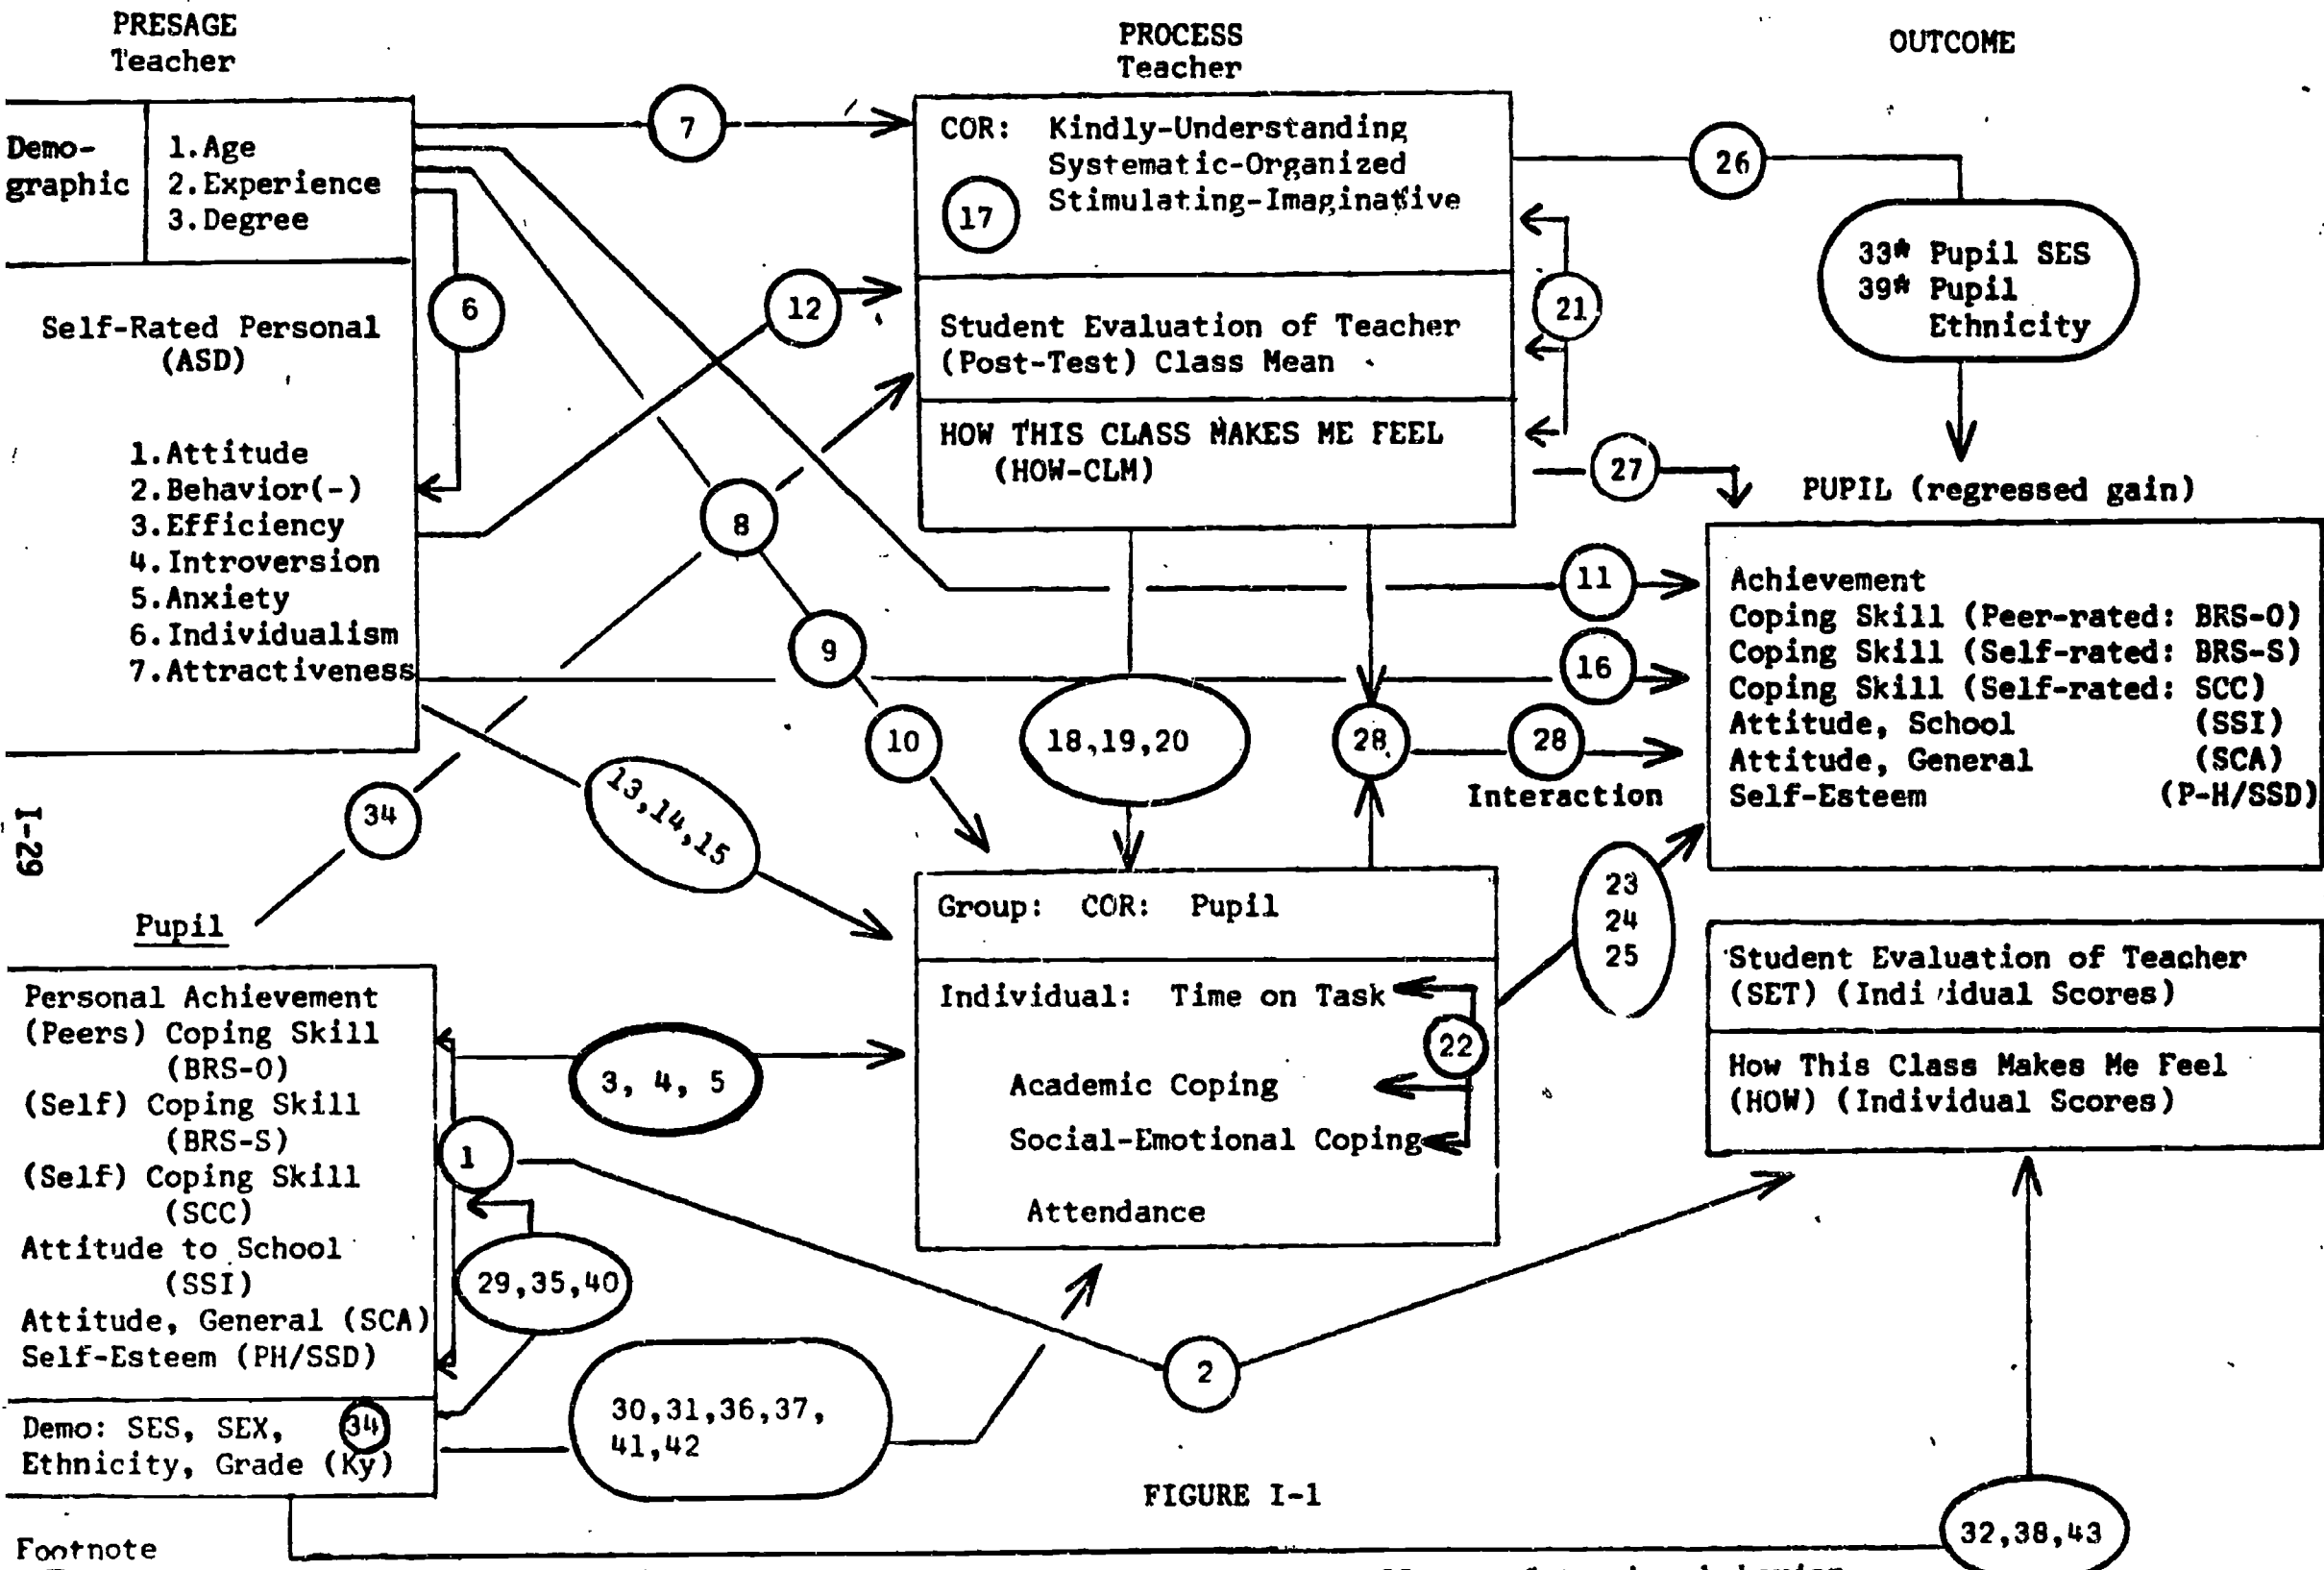 PRESAGE
Teacher
PROCESS
Teacher
OUTCOME
Demo-
graphic
1.Age
2.Experience
3.Degree
Self-Rated Personal
(ASD)
1.Attitude
2.Behavior(-)
3.Efficiency
4.Introversion
5.Anxiety
6.Individualism
7.Attractiveness
7
6
12
8
9
10
34
13,14,15
COR: Kindly-Understanding
Systematic-Organized
Stimulating-Imaginative
17
Student Evaluation of Teacher
(Post-Test) Class Mean
HOW THIS CLASS MAKES ME FEEL
(HOW-CLM)
21
26
27
33* Pupil SES
39* Pupil
Ethnicity
PUPIL (regressed gain)
11
16
18,19,20
28
28
Interaction
Achievement
Coping Skill (Peer-rated: BRS-O)
Coping Skill (Self-rated: BRS-S)
Coping Skill (Self-rated: SCC)
Attitude, School (SSI)
Attitude, General (SCA)
Self-Esteem (P-H/SSD)
I-29
Pupil
Personal Achievement
(Peers) Coping Skill
(BRS-O)
(Self) Coping Skill
(BRS-S)
(Self) Coping Skill
(SCC)
Attitude to School
(SSI)
Attitude, General (SCA)
Self-Esteem (PH/SSD)
Demo: SES, SEX, 34
Ethnicity, Grade (Ky)
3, 4, 5
1
29,35,40
30,31,36,37,
41,42
2
Group: COR: Pupil
Individual: Time on Task
22
Academic Coping
Social-Emotional Coping
Attendance
23
24
25
Student Evaluation of Teacher
(SET) (Individual Scores)
How This Class Makes Me Feel
(HOW) (Individual Scores)
32,38,43
FIGURE I-1
Footnote